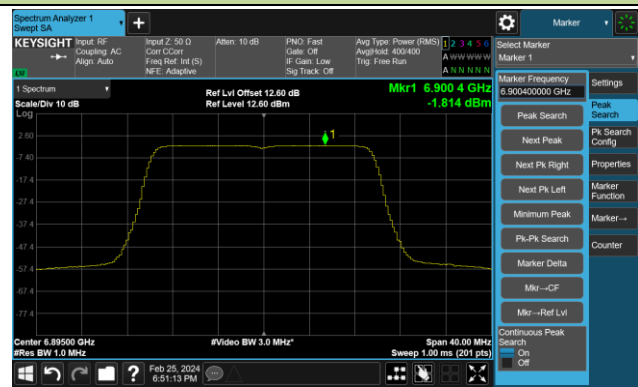 Spectrum Analyzer 1
Swept SA
Marker
KEYSIGHT
Input: RF
Coupling: AC
Align: Auto
Input Z: 50 Ω
Corr CCorr
Freq Ref: Int (S)
NFE: Adaptive
Atten: 10 dB
PNO: Fast
Gate: Off
IF Gain: Low
Sig Track: Off
Avg Type: Power (RMS)
Avg|Hold: 400/400
Trig: Free Run
1 2 3 4 5 6
A W W W W W
A N N N N N
Select Marker
Marker 1
1 Spectrum
Scale/Div 10 dB
Log
Ref Lvl Offset 12.60 dB
Ref Level 12.60 dBm
Mkr1 6.900 4 GHz
-1.814 dBm
1
2.60
-7.40
-17.4
-27.4
-37.4
-47.4
-57.4
-67.4
-77.4
Center 6.89500 GHz
#Res BW 1.0 MHz
#Video BW 3.0 MHz*
Span 40.00 MHz
Sweep 1.00 ms (201 pts)
Marker Frequency
6.900400000 GHz
Peak Search
Next Peak
Next Pk Right
Next Pk Left
Minimum Peak
Pk-Pk Search
Marker Delta
Mkr→CF
Mkr→Ref Lvl
Continuous Peak
Search
On
Off
Settings
Peak
Search
Pk Search
Config
Properties
Marker
Function
Marker→
Counter
?
Feb 25, 2024
6:51:13 PM